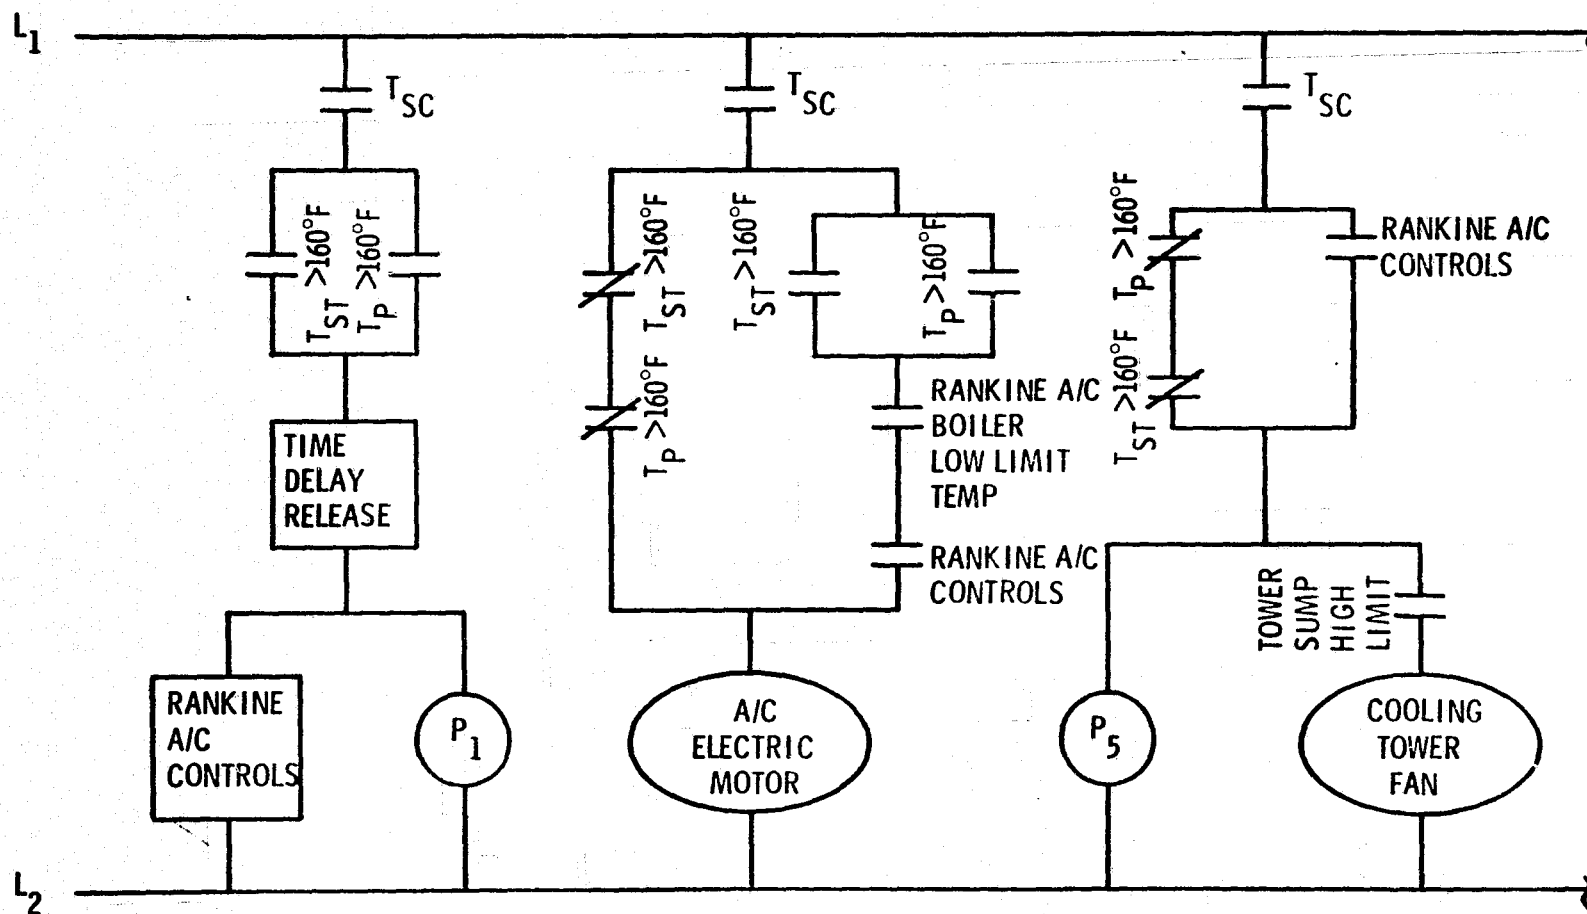 L1
TSC
TSC
TSC
TST >160°F
TP >160°F
TST >160°F
TP >160°F
TST >160°F
TP >160°F
TP >160°F
TST >160°F
RANKINE A/C
CONTROLS
RANKINE A/C
BOILER
LOW LIMIT
TEMP
RANKINE A/C
CONTROLS
TIME
DELAY
RELEASE
TOWER
SUMP
HIGH
LIMIT
RANKINE
A/C
CONTROLS
P1
A/C
ELECTRIC
MOTOR
P5
COOLING
TOWER
FAN
L2